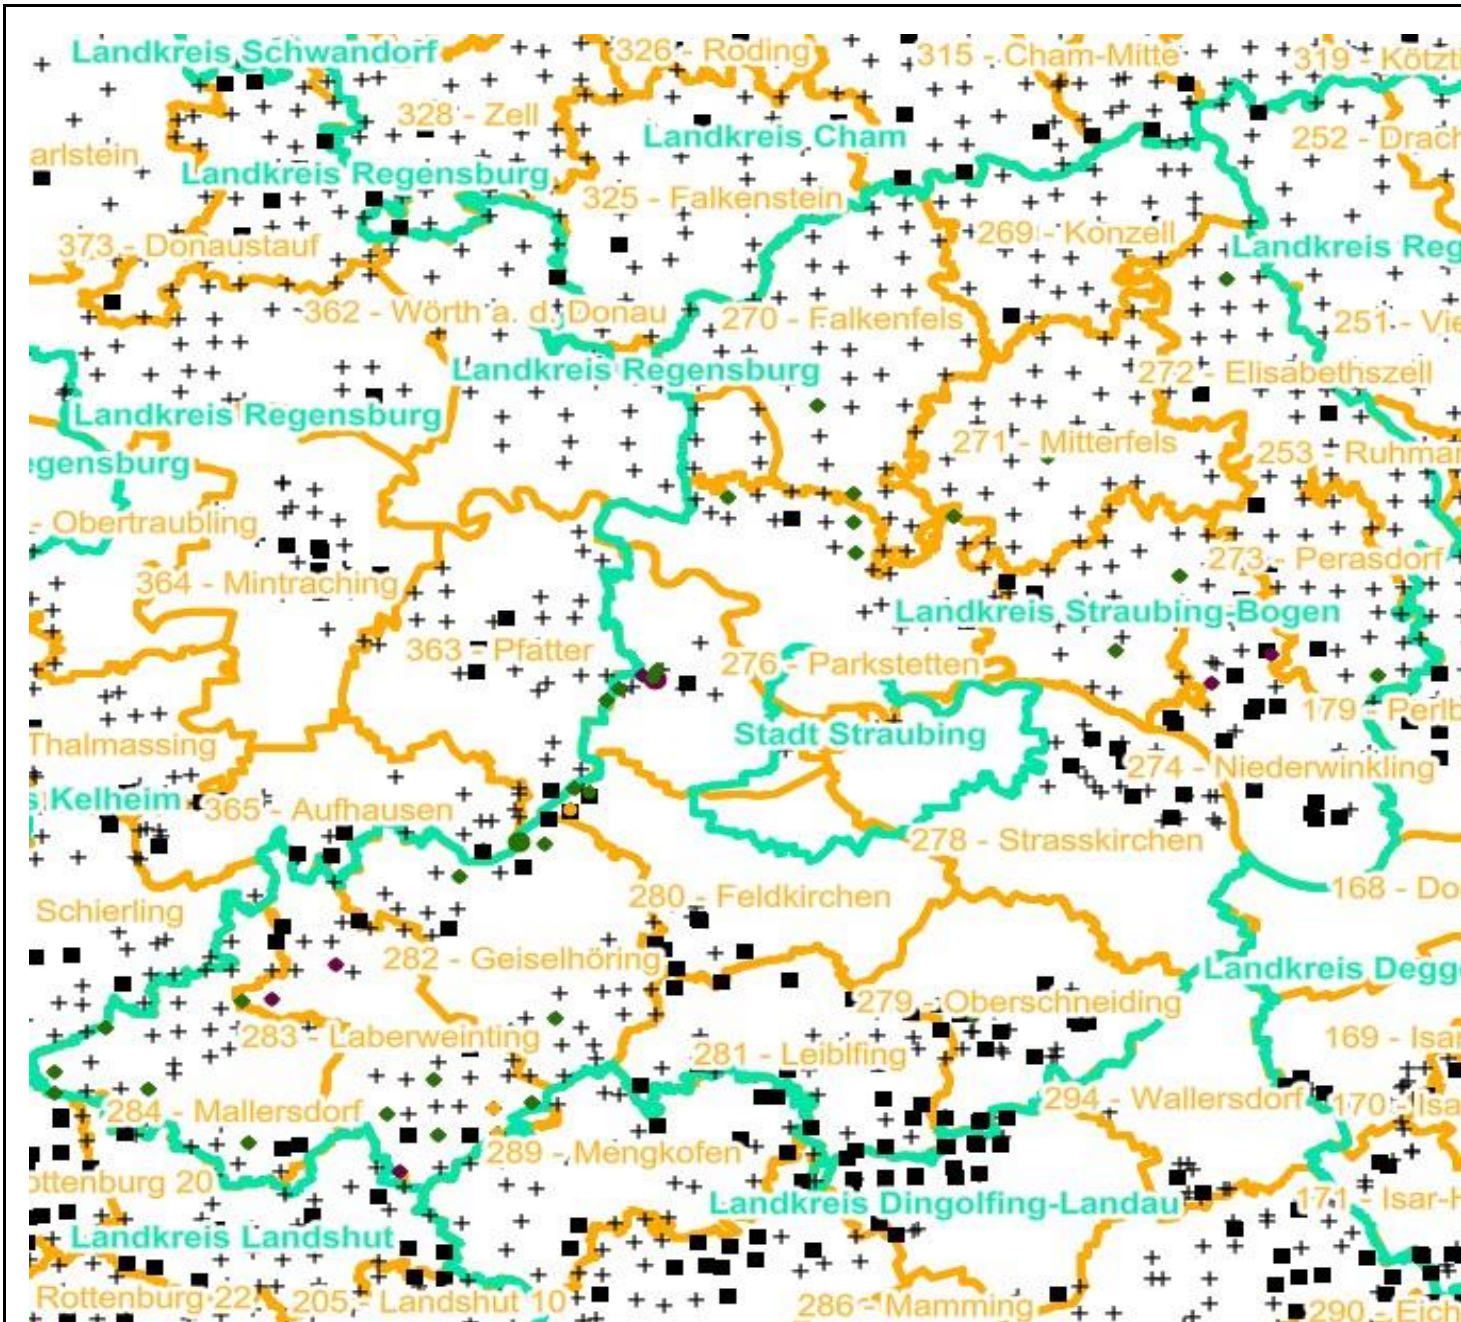 Landkreis Schwandorf
326 - Roding
315 - Cham-Mitte
319 - Kötzti
328 - Zell
Landkreis Cham
252 - Drach
arlstein
Landkreis Regensburg
325 - Falkenstein
373 - Donaustauf
269 - Konzell
Landkreis Reg
362 - Wörth a. d. Donau
270 - Falkenfels
251 - Vie
Landkreis Regensburg
272 - Elisabethszell
Landkreis Regensburg
271 - Mitterfels
253 - Ruhmar
egensburg
- Obertraubling
273 - Perasdorf
364 - Mintraching
Landkreis Straubing-Bogen
363 - Pfatter
276 - Parkstetten
179 - Perlb
Thalmassing
Stadt Straubing
274 - Niederwinkling
s Kelheim
365 - Aufhausen
278 - Strasskirchen
280 - Feldkirchen
168 - Do
Schierling
282 - Geiselhöring
Landkreis Degge
279 - Oberschneiding
283 - Laberweinting
169 - Isar
281 - Leiblfing
294 - Wallersdorf
170 - Isa
284 - Mallersdorf
289 - Mengkofen
ottenburg 20
Landkreis Dingolfing-Landau
171 - Isar-H
Landkreis Landshut
Rottenburg 22
205 - Landshut 10
286 - Mamming
290 - Eich